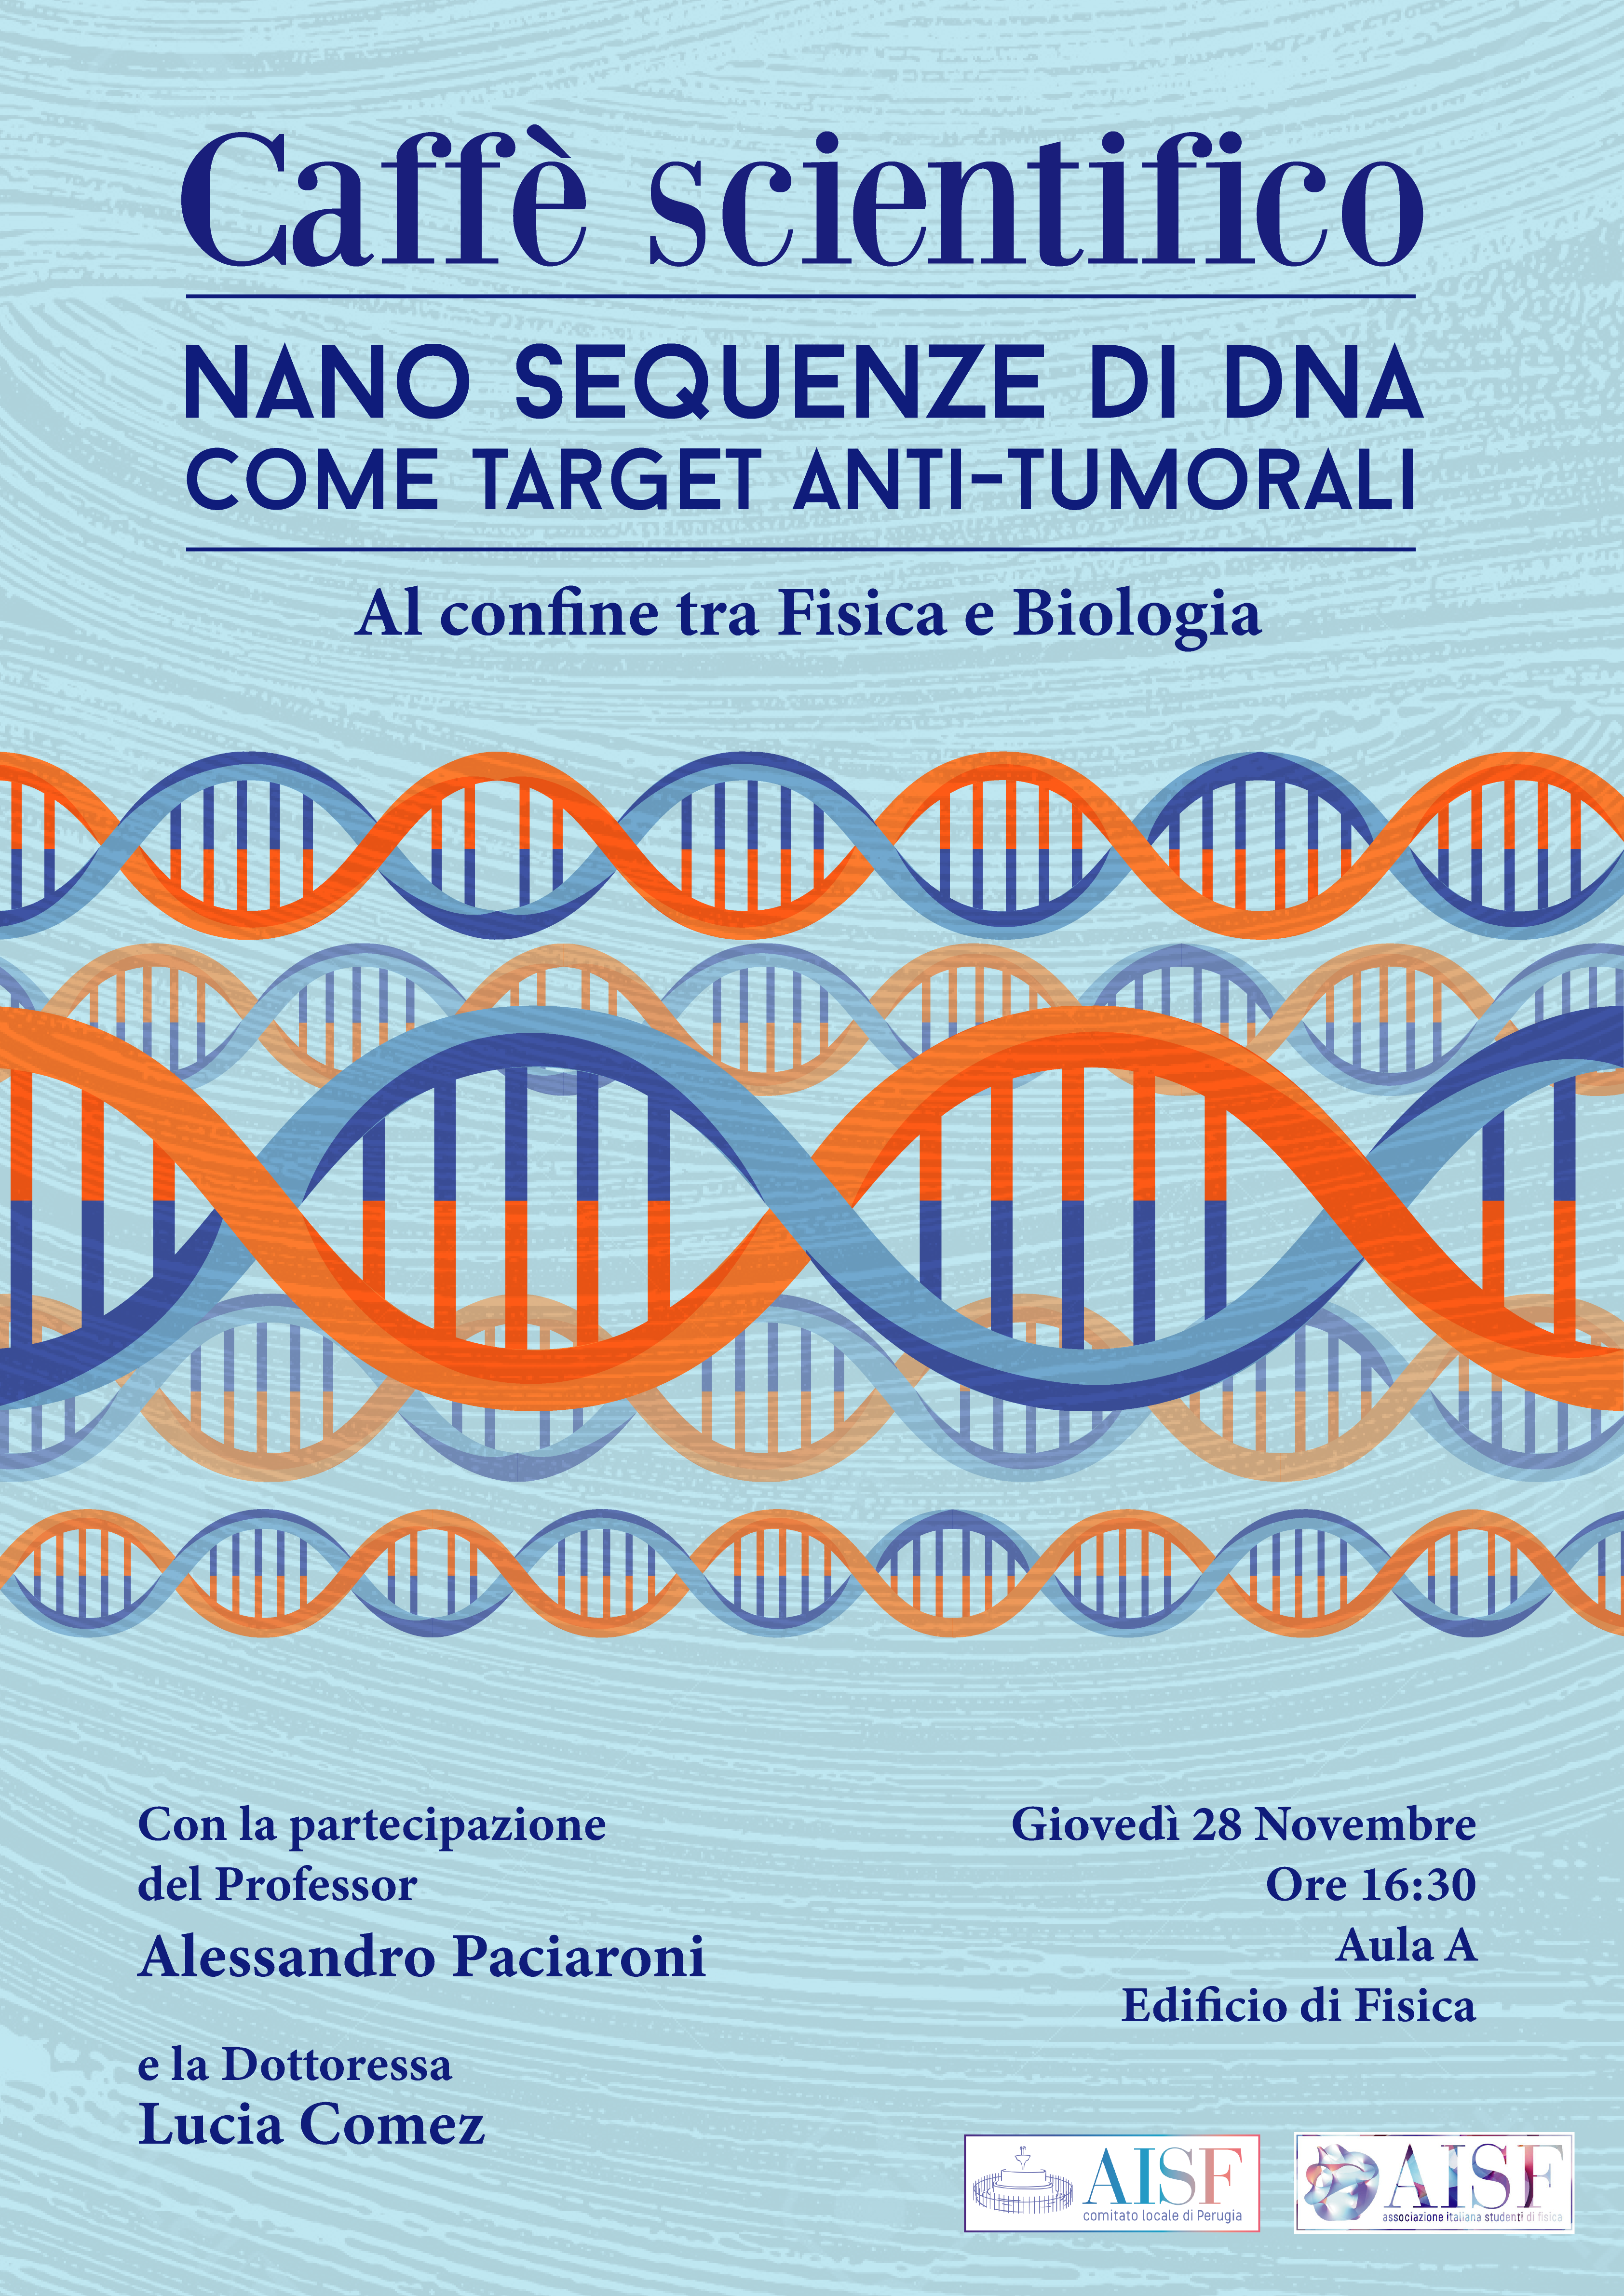 Caffè scientifico
NANO SEQUENZE DI DNA
COME TARGET ANTI-TUMORALI
Al confine tra Fisica e Biologia
Con la partecipazione
del Professor
Alessandro Paciaroni
e la Dottoressa
Lucia Comez
Giovedì 28 Novembre
Ore 16:30
Aula A
Edificio di Fisica
AISF
comitato locale di Perugia
AISF
associazione italiana studenti di fisica